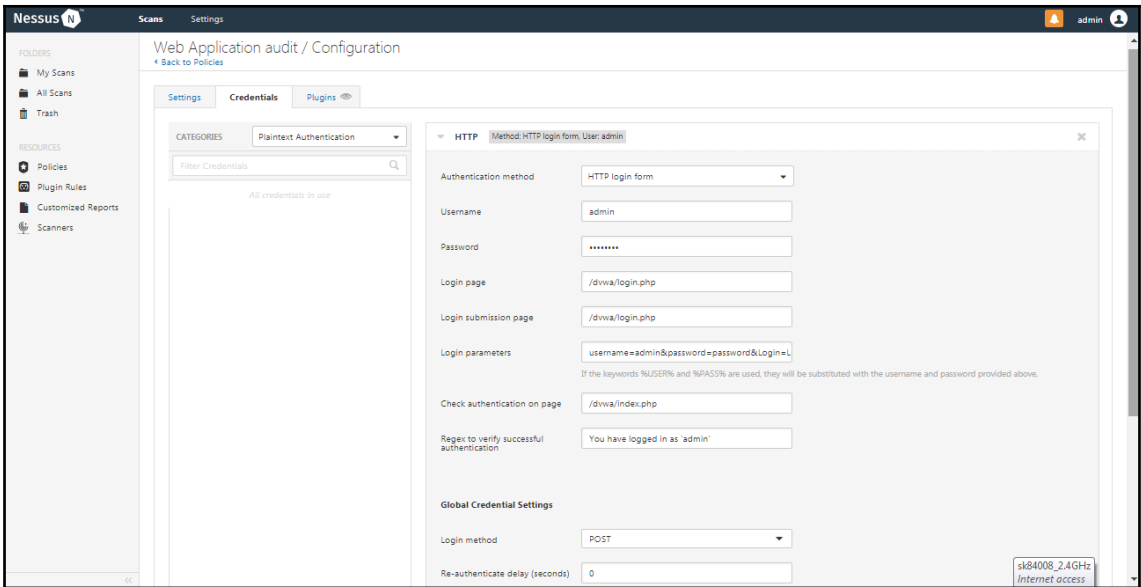 Nessus N
Scans
Settings
admin
FOLDERS
My Scans
All Scans
Trash
RESOURCES
Policies
Plugin Rules
Customized Reports
Scanners
Web Application audit / Configuration
Back to Policies
Settings
Credentials
Plugins
CATEGORIES
Plaintext Authentication
Filter Credentials
All credentials in use
HTTP
Method: HTTP login form, User: admin
Authentication method
HTTP login form
Username
admin
Password
••••••••
Login page
/dvwa/login.php
Login submission page
/dvwa/login.php
Login parameters
username=admin&password=password&Login=L
If the keywords %USER% and %PASS% are used, they will be substituted with the username and password provided above.
Check authentication on page
/dvwa/index.php
Regex to verify successful
authentication
You have logged in as 'admin'
Global Credential Settings
Login method
POST
Re-authenticate delay (seconds)
0
sk84008_2.4GHz
Internet access